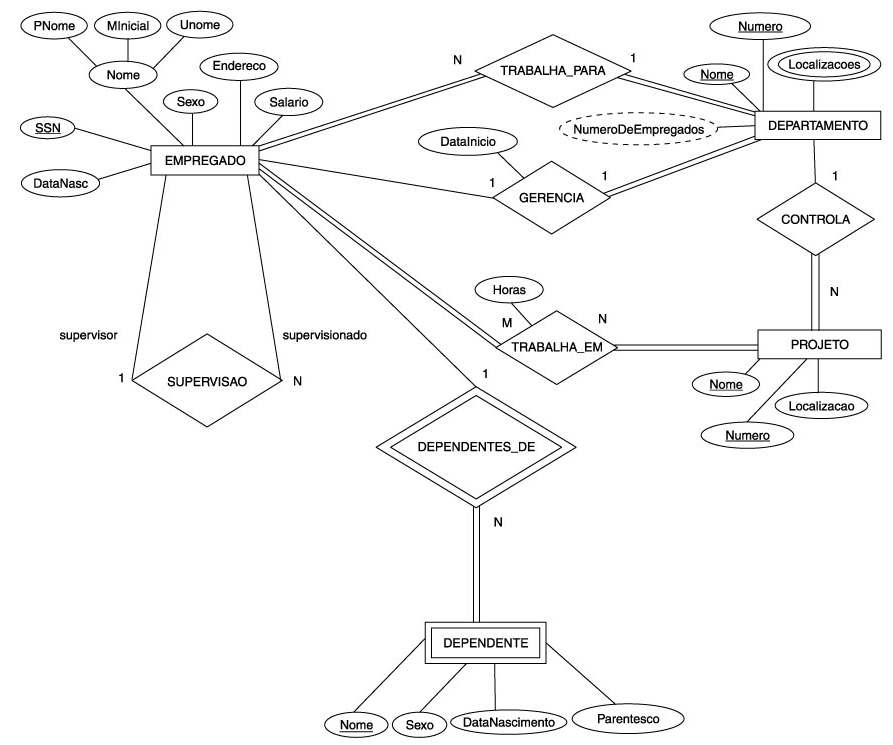 PNome
MInicial
Unome
Nome
Endereco
Sexo
Salario
SSN
EMPREGADO
DataNasc
N
TRABALHA_PARA
1
Numero
Nome
Localizacoes
NumeroDeEmpregados
DEPARTAMENTO
DataInicio
1
GERENCIA
1
1
CONTROLA
N
Horas
M
N
TRABALHA_EM
PROJETO
Nome
Localizacao
Numero
supervisor
supervisionado
1
SUPERVISAO
N
1
DEPENDENTES_DE
N
DEPENDENTE
Nome
Sexo
DataNascimento
Parentesco